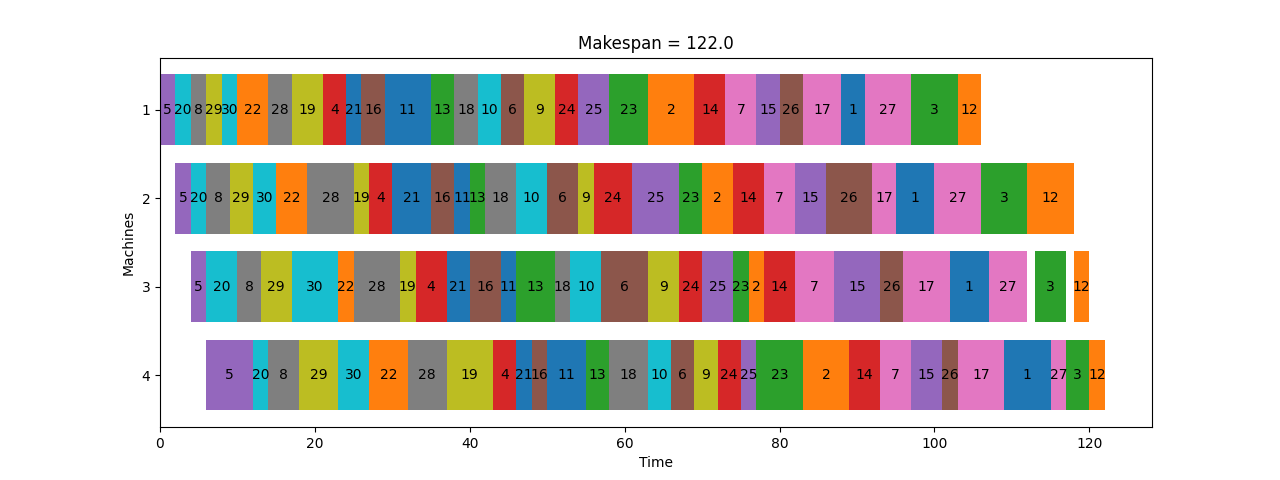 Makespan = 122.0
1 5 20 8 29 30 22 28 19 4 21 16 11 13 18 10 6 9 24 25 23 2 14 7 15 26 17 1 27 3 12
2 5 20 8 29 30 22 28 19 4 21 16 11 13 18 10 6 9 24 25 23 2 14 7 15 26 17 1 27 3 12
3 5 20 8 29 30 22 28 19 4 21 16 11 13 18 10 6 9 24 25 23 2 14 7 15 26 17 1 27 3 12
4 5 20 8 29 30 22 28 19 4 21 16 11 13 18 10 6 9 24 25 23 2 14 7 15 26 17 1 27 3 12
Machines
0 20 40 60 80 100 120
Time